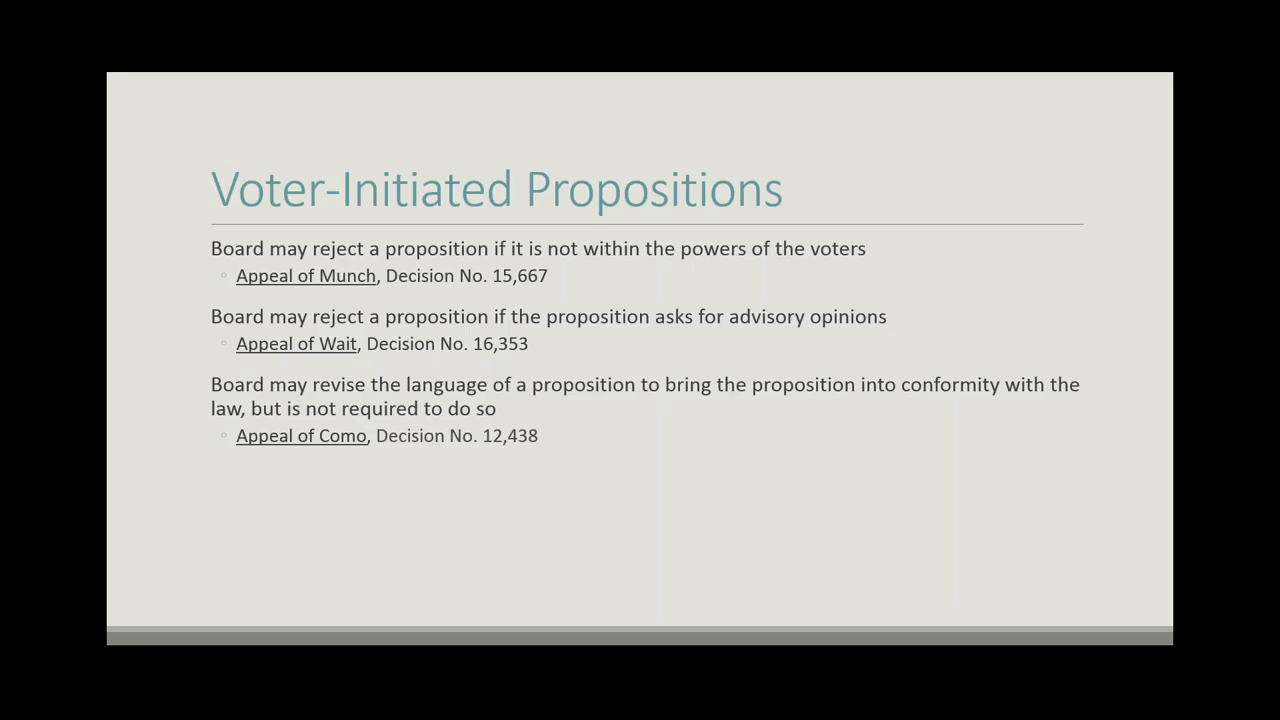 Voter-Initiated Propositions
Board may reject a proposition if it is not within the powers of the voters
◦ Appeal of Munch, Decision No. 15,667
Board may reject a proposition if the proposition asks for advisory opinions
◦ Appeal of Wait, Decision No. 16,353
Board may revise the language of a proposition to bring the proposition into conformity with the
law, but is not required to do so
◦ Appeal of Como, Decision No. 12,438